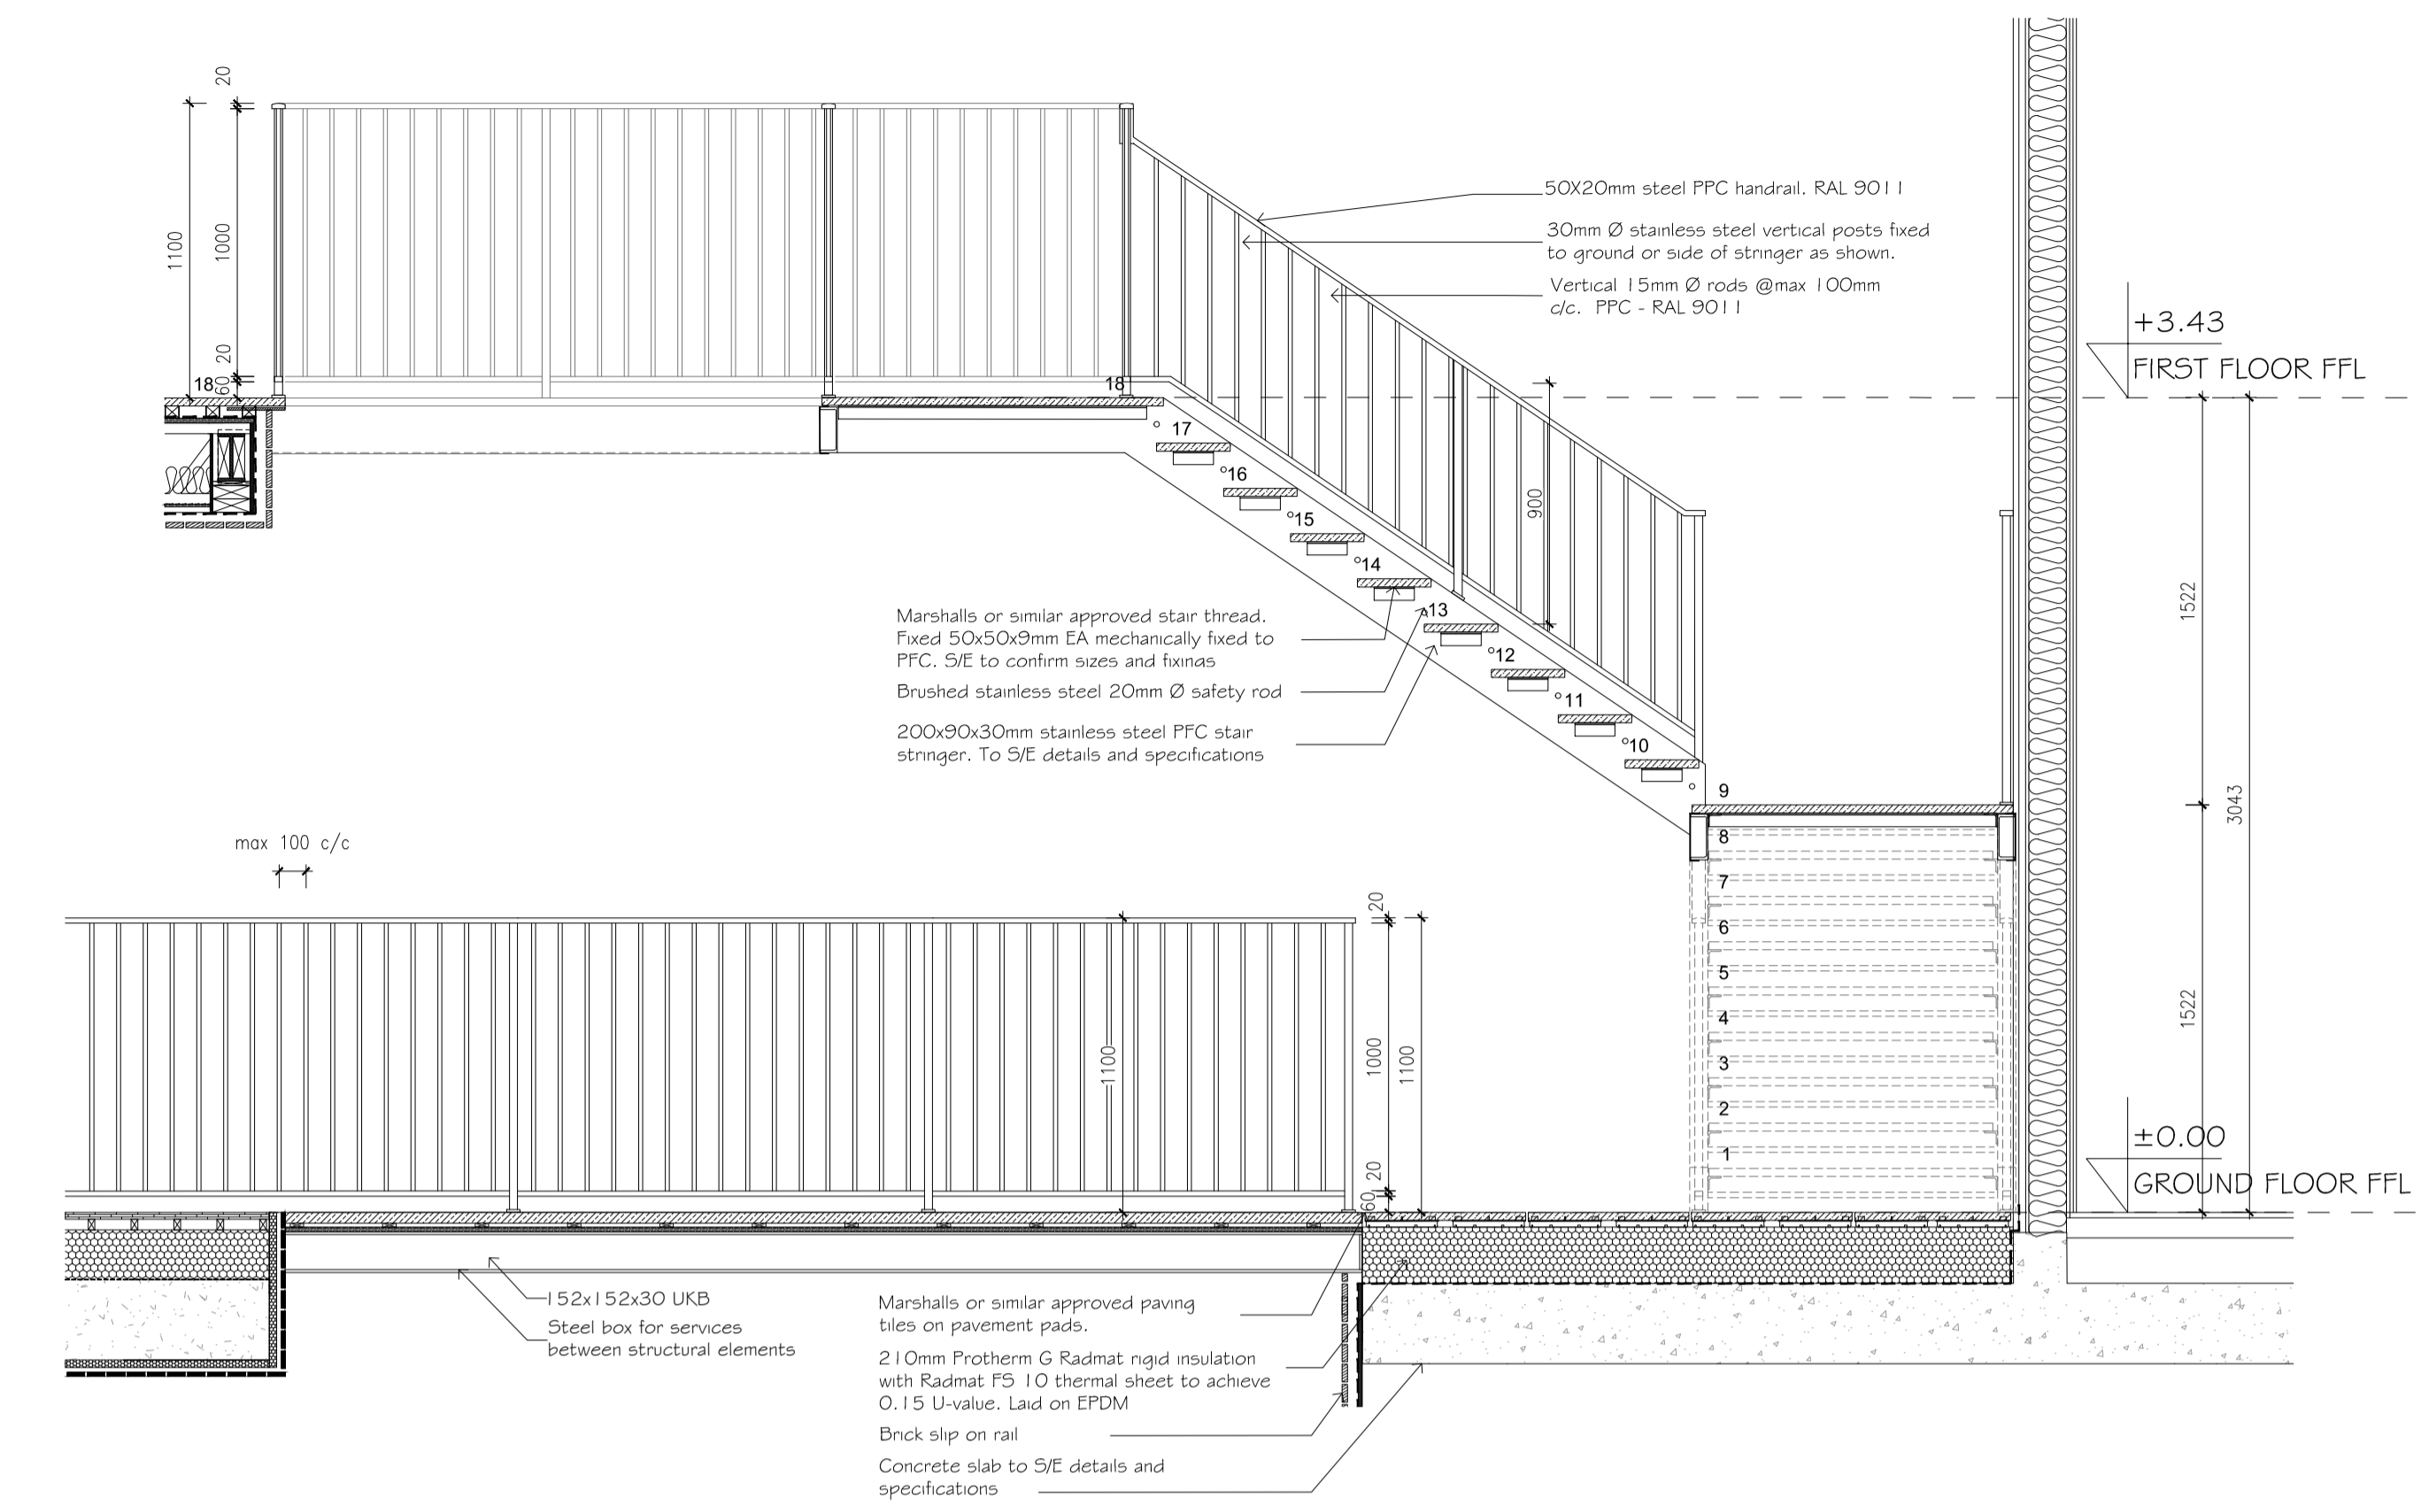 20
1100
1000
20
60
18
18
50X20mm steel PPC handrail. RAL 9011
30mm Ø stainless steel vertical posts fixed
to ground or side of stringer as shown.
Vertical 15mm Ø rods @max 100mm
c/c. PPC - RAL 9011
+3.43
FIRST FLOOR FFL
17
16
15
14
13
12
11
10
9
8
7
6
5
4
3
2
1
900
1522
3043
1522
Marshalls or similar approved stair thread.
Fixed 50x50x9mm EA mechanically fixed to
PFC. S/E to confirm sizes and fixinas
Brushed stainless steel 20mm Ø safety rod
200x90x30mm stainless steel PFC stair
stringer. To S/E details and specifications
max 100 c/c
20
1100
1000
1100
20
60
±0.00
GROUND FLOOR FFL
152x152x30 UKB
Steel box for services
between structural elements
Marshalls or similar approved paving
tiles on pavement pads.
210mm Protherm G Radmat rigid insulation
with Radmat FS 10 thermal sheet to achieve
0.15 U-value. Laid on EPDM
Brick slip on rail
Concrete slab to S/E details and
specifications